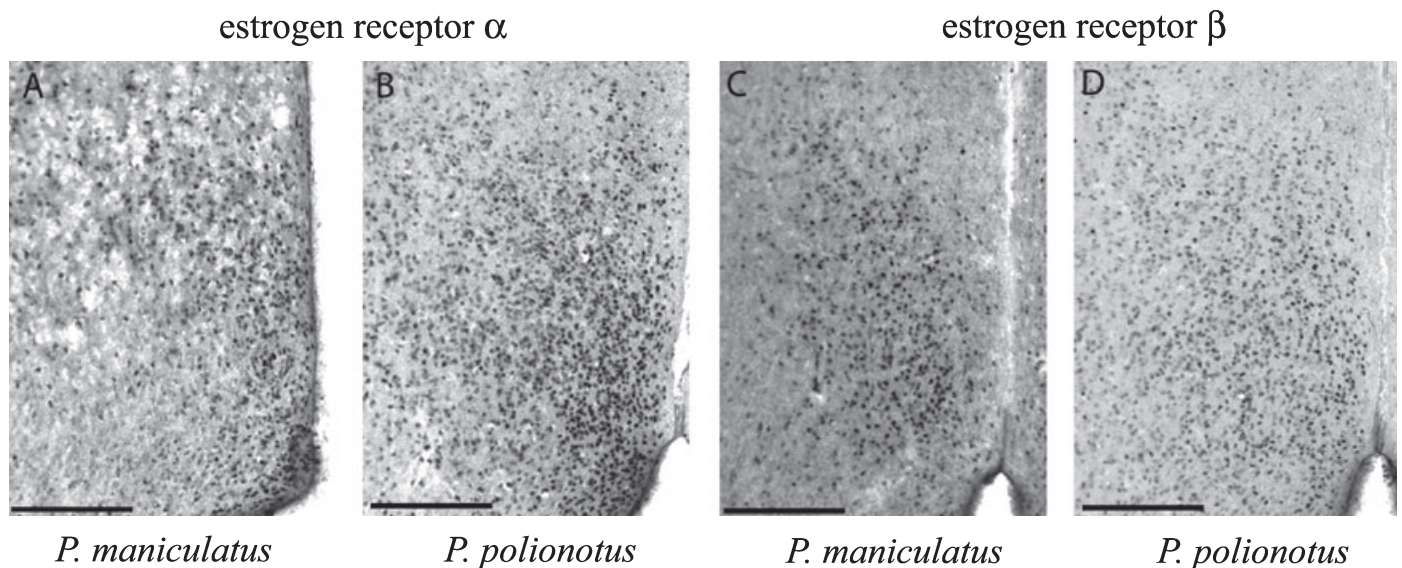 estrogen receptor α
estrogen receptor β
A
B
C
D
P. maniculatus
P. polionotus
P. maniculatus
P. polionotus